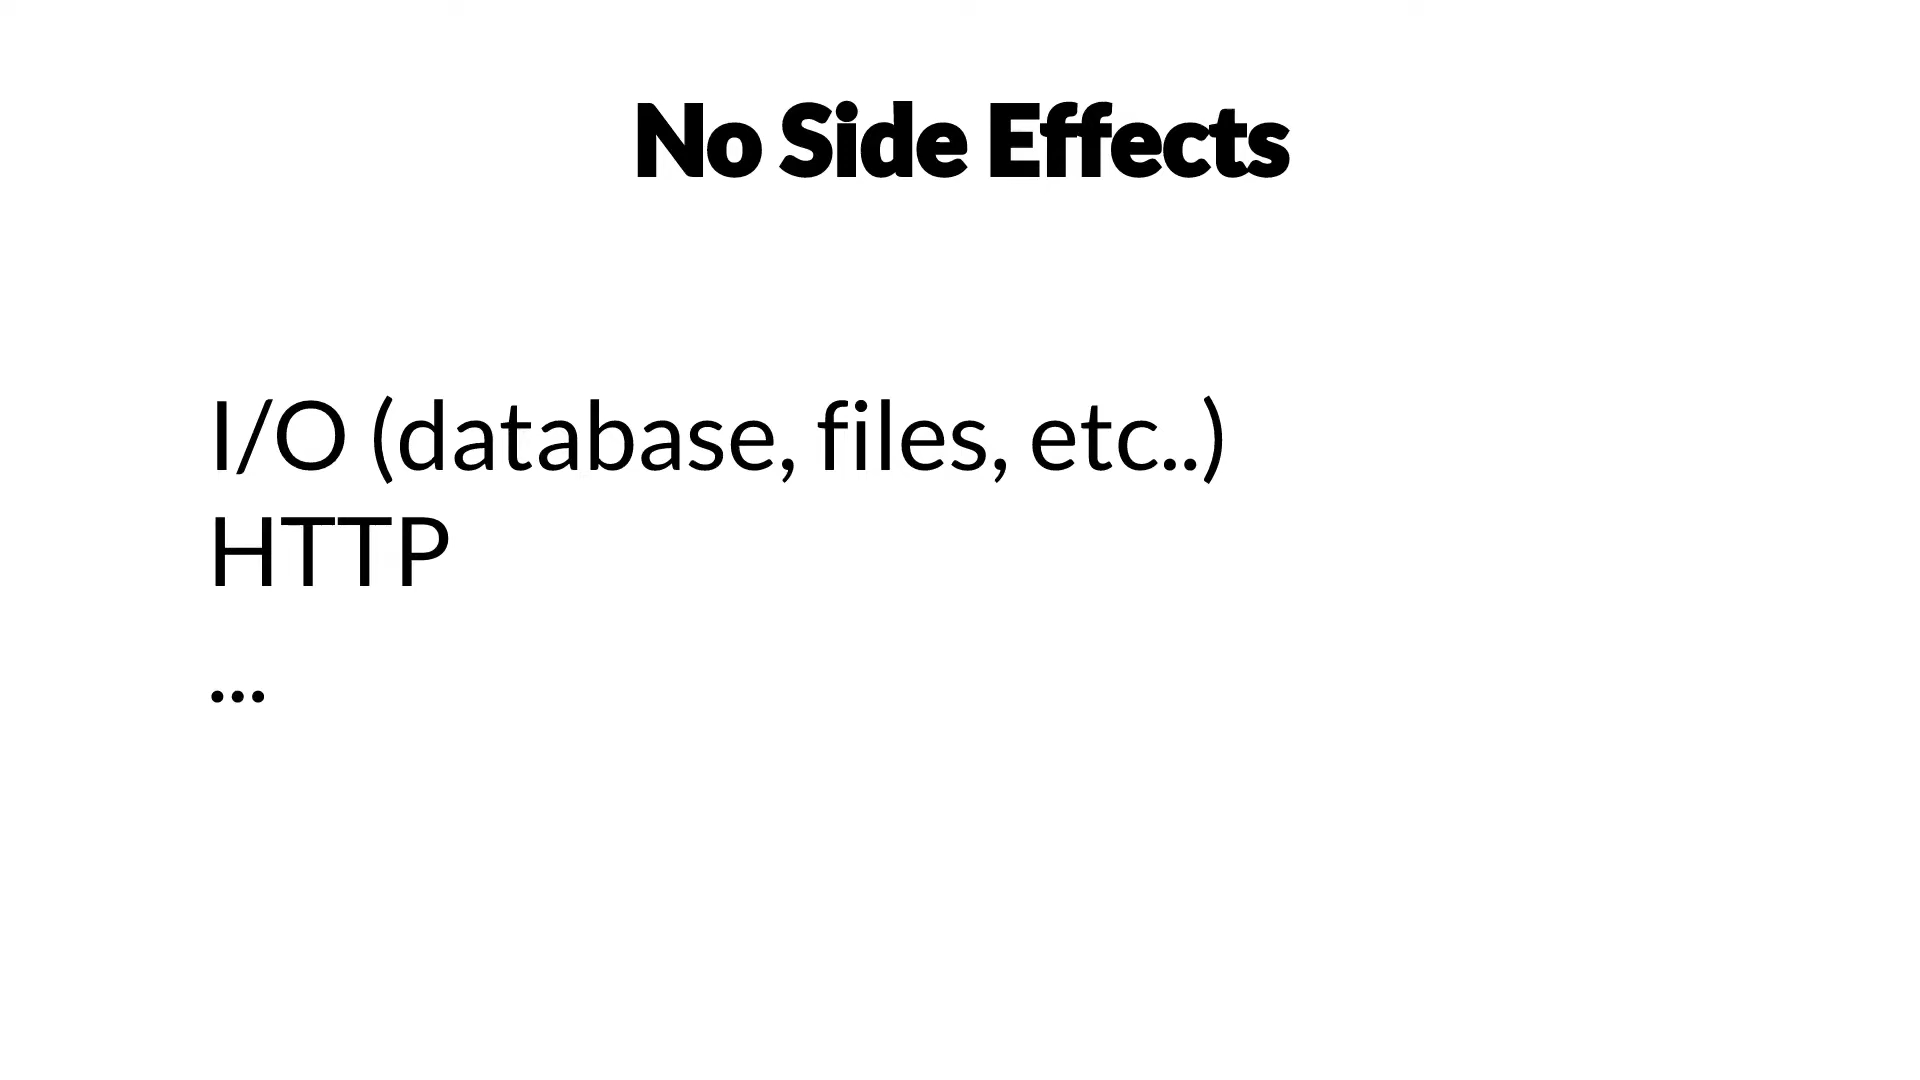 No Side Effects
I/O (database, files, etc..)
HTTP
...